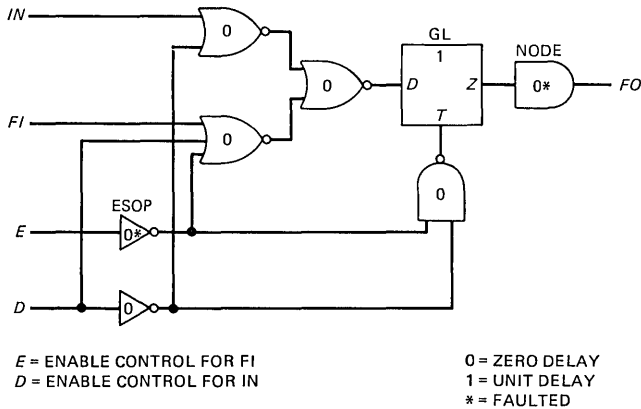 IN
0
GL
1
NODE
0
D
Z
0*
FO
FI
0
T
ESOP
0
E
0*
D
0
E = ENABLE CONTROL FOR FI
D = ENABLE CONTROL FOR IN
0 = ZERO DELAY
1 = UNIT DELAY
* = FAULTED